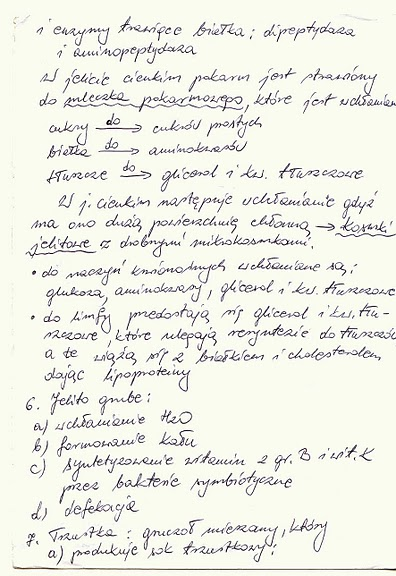 i enzymy trawiące białka: dipeptydaza
i aminopeptydaza
W jelicie cienkim pokarm jest strawiony
do mleczka pokarmowego, które jest wchłaniane
cukry do → cukrów prostych
białka do → aminokwasów
tłuszcze do → glicerol i kw. tłuszczowe
W j. cienkim następuje wchłanianie gdyż
ma ono dużą powierzchnię chłonną → kosmki
jelitowe z drobnymi mikrokosmkami.
• do naczyń krwionośnych wchłaniane są:
glukoza, aminokwasy, glicerol i kw. tłuszczowe
• do limfy przedostają się glicerol i kw. tłu-
szczowe, które ulegają resyntezie do tłuszczów
a te wiążą się z białkiem i cholesterolem
dając lipoproteiny
6. Jelito grube:
a) wchłanianie H2O
b) formowanie kału
c) syntetyzowanie witamin z gr. B i wit. K
przez bakterie symbiotyczne
d) defekacja
7. Trzustka: gruczoł mieszany, który
a) produkuje sok trzustkowy: